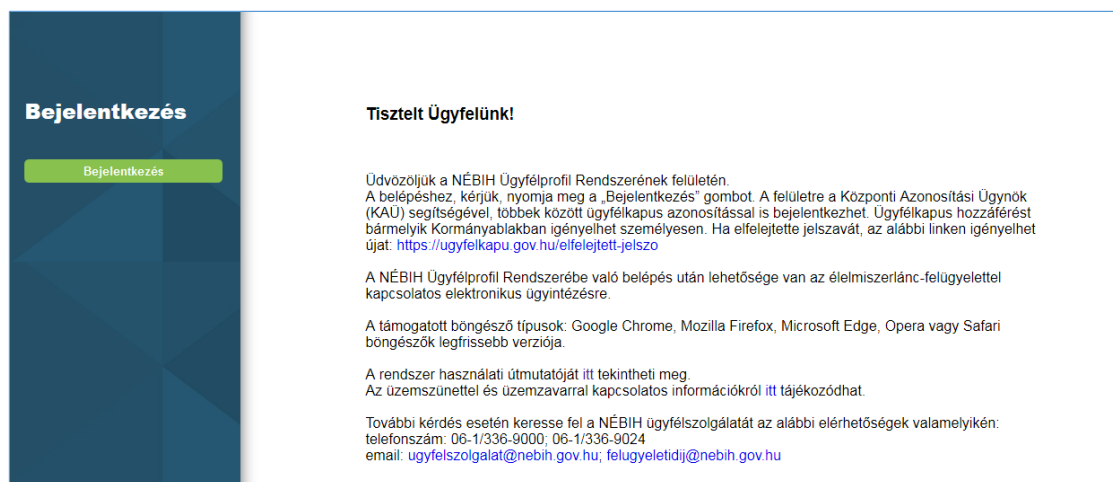 Bejelentkezés
Bejelentkezés
Tisztelt Ügyfelünk!
Üdvözöljük a NÉBIH Ügyfélprofil Rendszerének felületén.
A belépéshez, kérjük, nyomja meg a „Bejelentkezés” gombot. A felületre a Központi Azonosítási Ügynök
(KAÜ) segítségével, többek között ügyfélkapus azonosítással is bejelentkezhet. Ügyfélkapus hozzáférést
bármelyik Kormányablakban igényelhet személyesen. Ha elfelejtette jelszavát, az alábbi linken igényelhet
újat: https://ugyfelkapu.gov.hu/elfelejtett-jelszo
A NÉBIH Ügyfélprofil Rendszerébe való belépés után lehetősége van az élelmiszerlánc-felügyelettel
kapcsolatos elektronikus ügyintézésre.
A támogatott böngésző típusok: Google Chrome, Mozilla Firefox, Microsoft Edge, Opera vagy Safari
böngészők legfrissebb verziója.
A rendszer használati útmutatóját itt tekintheti meg.
Az üzemszünettel és üzemzavarral kapcsolatos információkról itt tájékozódhat.
További kérdés esetén keresse fel a NÉBIH ügyfélszolgálatát az alábbi elérhetőségek valamelyikén:
telefonszám: 06-1/336-9000; 06-1/336-9024
email: ugyfelszolgalat@nebih.gov.hu; felugyeletidij@nebih.gov.hu